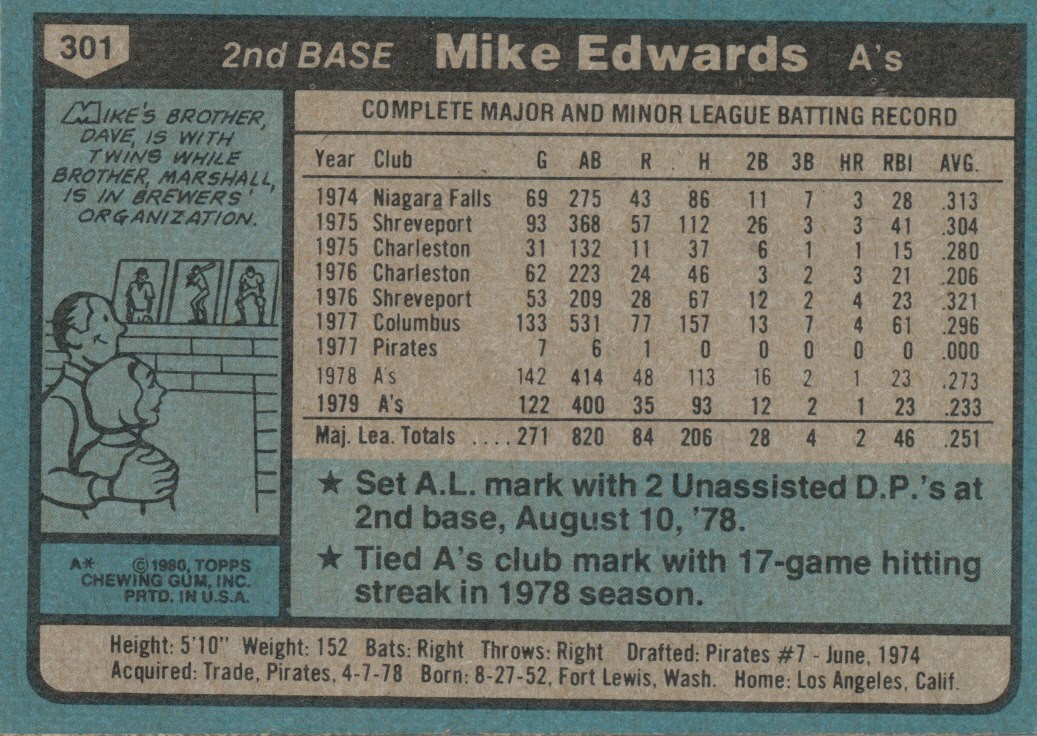 301
2nd BASE Mike Edwards A's
MIKE'S BROTHER,
DAVE, IS WITH
TWINS WHILE
BROTHER, MARSHALL,
IS IN BREWERS'
ORGANIZATION.
COMPLETE MAJOR AND MINOR LEAGUE BATTING RECORD
Year Club G AB R H 2B 3B HR RBI AVG.
1974 Niagara Falls 69 275 43 86 11 7 3 28 .313
1975 Shreveport 93 368 57 112 26 3 3 41 .304
1975 Charleston 31 132 11 37 6 1 1 15 .280
1976 Charleston 62 223 24 46 3 2 3 21 .206
1976 Shreveport 53 209 28 67 12 2 4 23 .321
1977 Columbus 133 531 77 157 13 7 4 61 .296
1977 Pirates 7 6 1 0 0 0 0 0 .000
1978 A's 142 414 48 113 16 2 1 23 .273
1979 A's 122 400 35 93 12 2 1 23 .233
Maj. Lea. Totals ....271 820 84 206 28 4 2 46 .251
★ Set A.L. mark with 2 Unassisted D.P.'s at
2nd base, August 10, '78.
★ Tied A's club mark with 17-game hitting
streak in 1978 season.
A* ©1980, TOPPS
CHEWING GUM, INC.
PRTD. IN U.S.A.
Height: 5'10" Weight: 152 Bats: Right Throws: Right Drafted: Pirates #7 - June, 1974
Acquired: Trade, Pirates, 4-7-78 Born: 8-27-52, Fort Lewis, Wash. Home: Los Angeles, Calif.